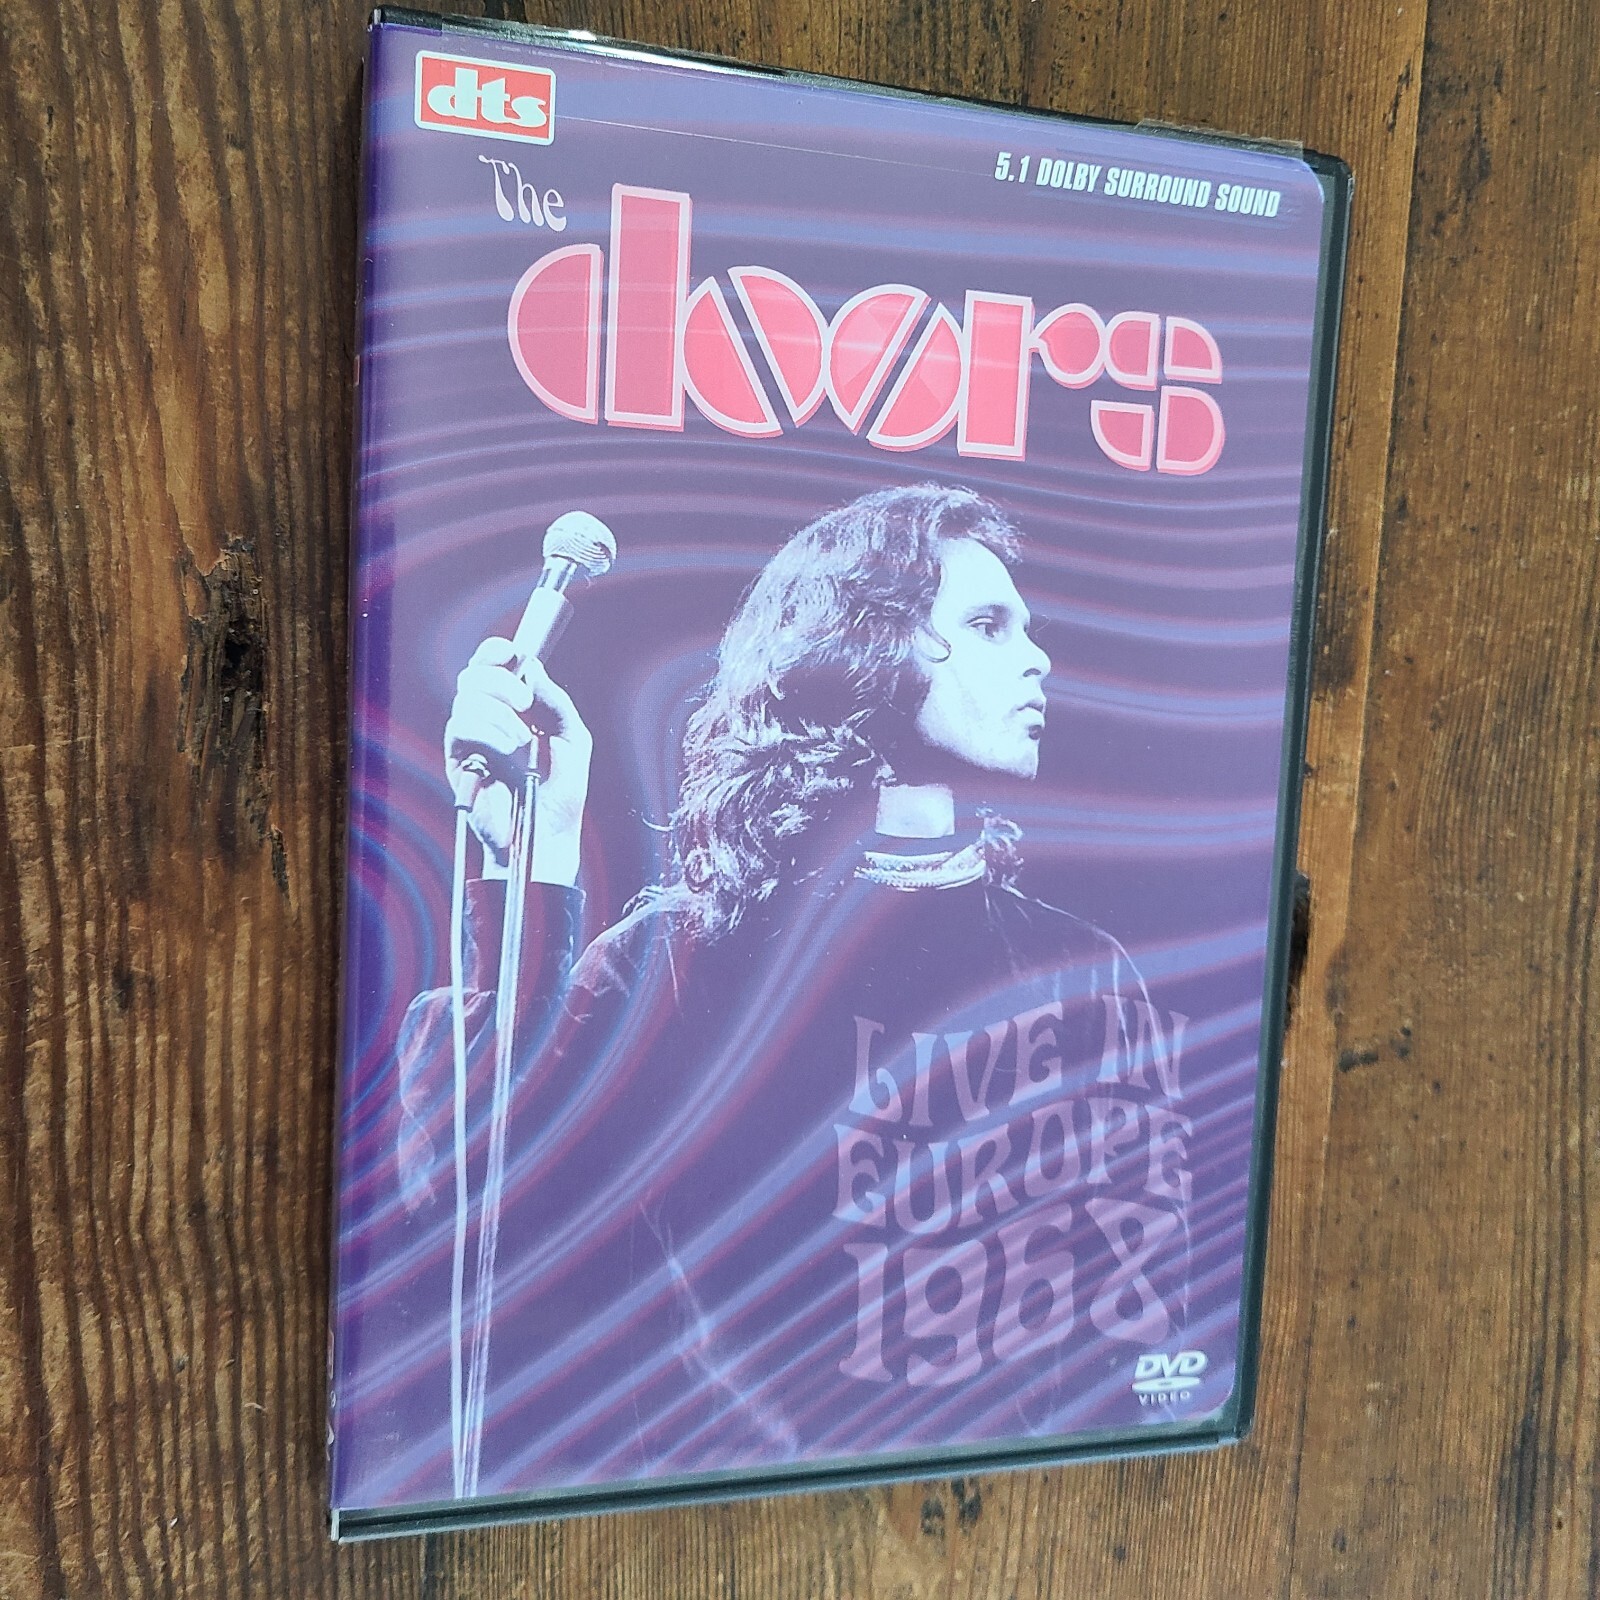 dts
5.1 DOLBY SURROUND SOUND
The
doors
LIVE IN
EUROPE
1968
DVD
VIDEO